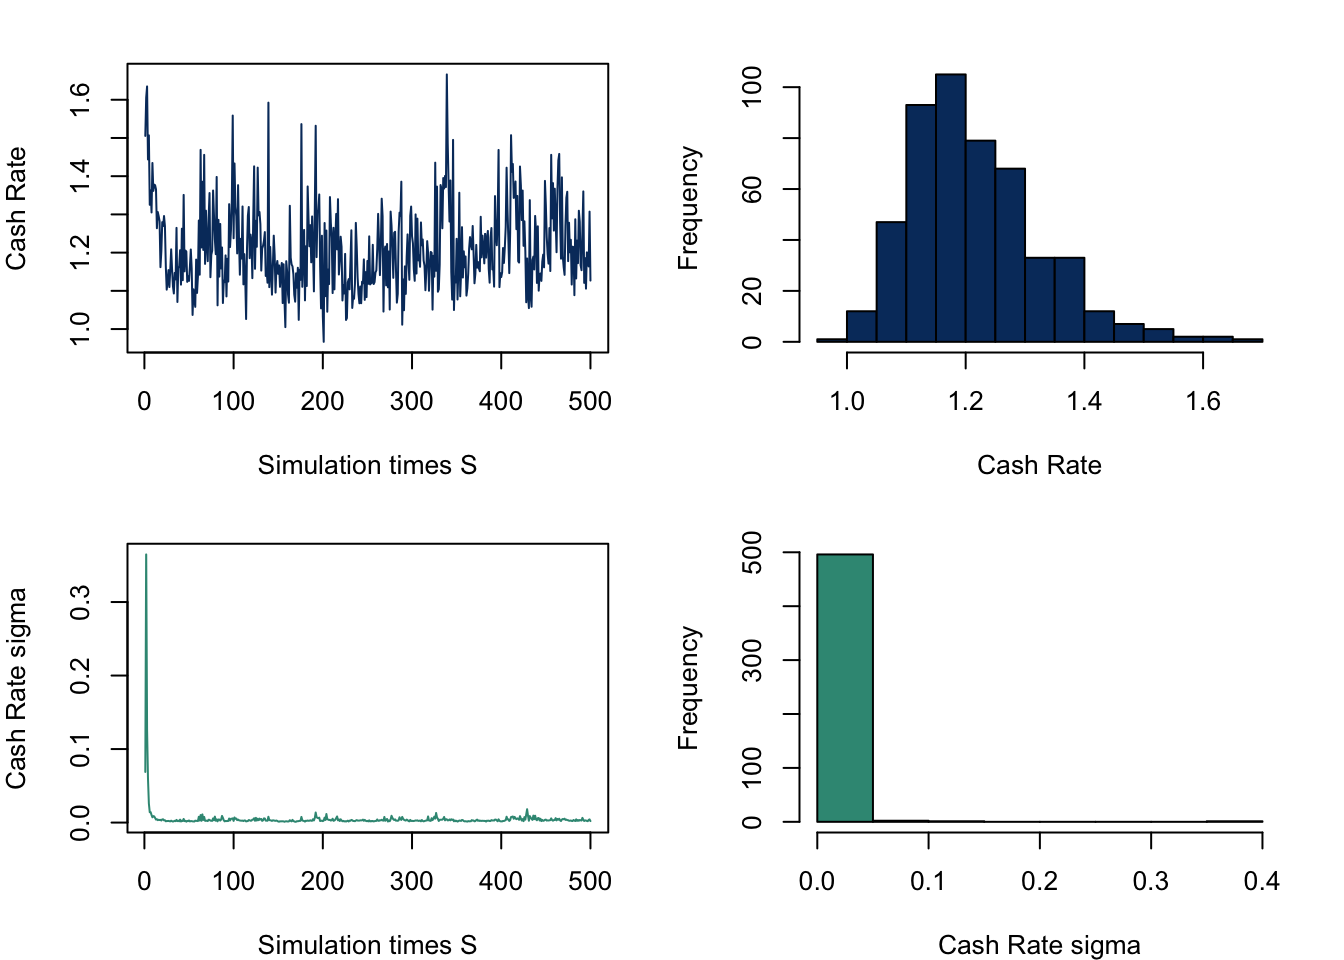 Cash Rate
1.0 1.2 1.4 1.6
0 100 200 300 400 500
Simulation times S
Frequency
0 20 60 100
1.0 1.2 1.4 1.6
Cash Rate
Cash Rate sigma
0.0 0.1 0.2 0.3
0 100 200 300 400 500
Simulation times S
Frequency
0 100 300 500
0.0 0.1 0.2 0.3 0.4
Cash Rate sigma